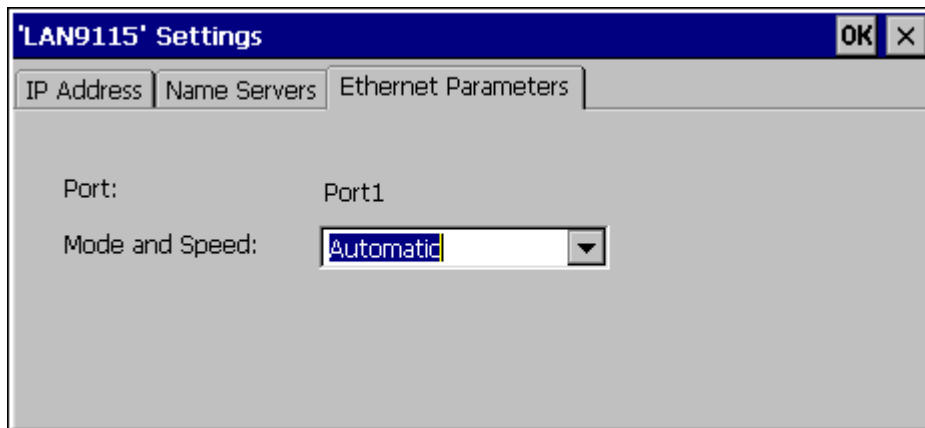 'LAN9115' Settings OK ×
IP Address Name Servers Ethernet Parameters
Port: Port1
Mode and Speed: Automatic